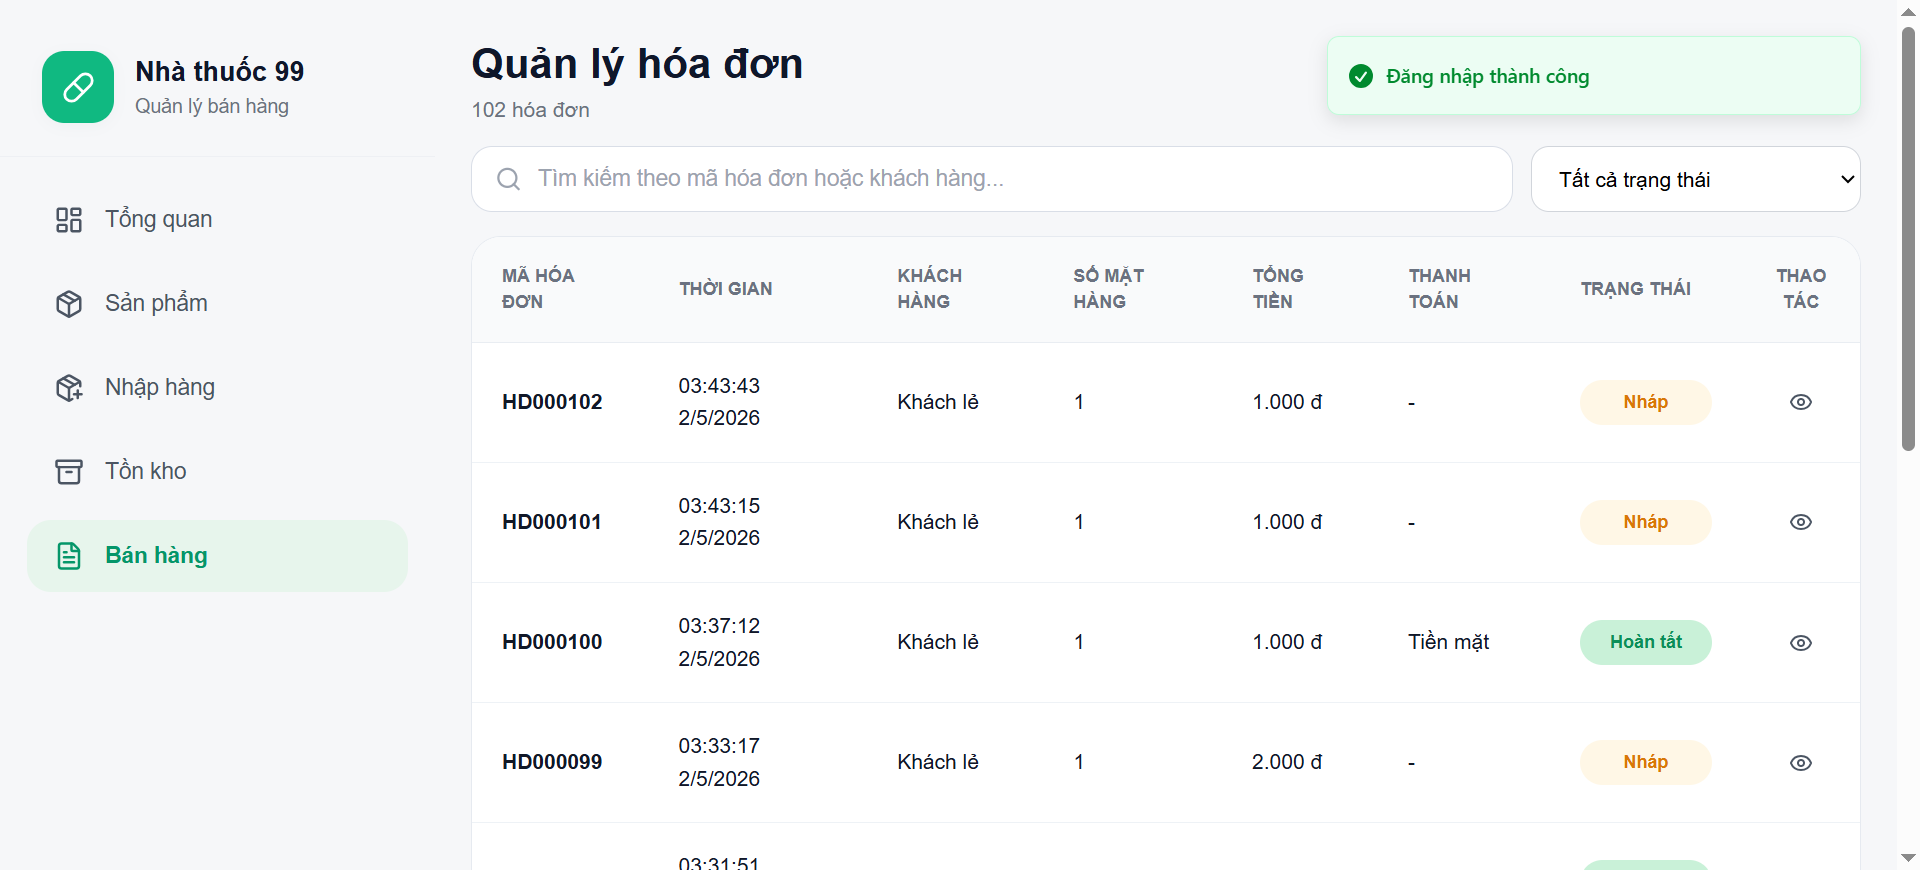 Nhà thuốc 99
Quản lý bán hàng
Tổng quan
Sản phẩm
Nhập hàng
Tồn kho
Bán hàng
Quản lý hóa đơn
102 hóa đơn
Đăng nhập thành công
Tìm kiếm theo mã hóa đơn hoặc khách hàng...
Tất cả trạng thái
MÃ HÓA ĐƠN THỜI GIAN KHÁCH HÀNG SỐ MẶT HÀNG TỔNG TIỀN THANH TOÁN TRẠNG THÁI THAO TÁC
HD000102 03:43:43 2/5/2026 Khách lẻ 1 1.000 đ - Nháp
HD000101 03:43:15 2/5/2026 Khách lẻ 1 1.000 đ - Nháp
HD000100 03:37:12 2/5/2026 Khách lẻ 1 1.000 đ Tiền mặt Hoàn tất
HD000099 03:33:17 2/5/2026 Khách lẻ 1 2.000 đ - Nháp
03:31:51